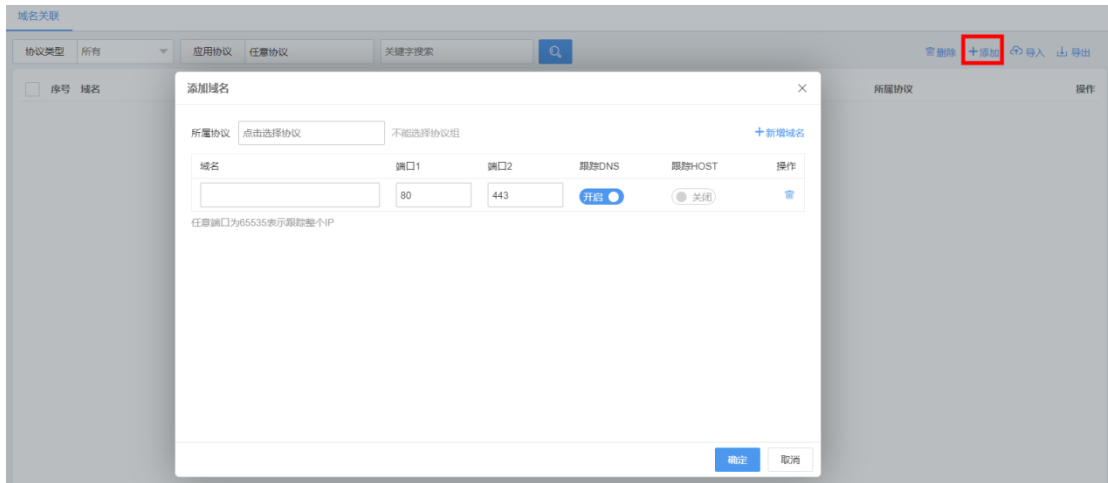 域名关联
协议类型 所有 应用协议 任意协议 关键字搜索 删除 +添加 导入 导出
序号 域名 所属协议 操作
添加域名
所属协议 点击选择协议 不能选择协议组 +新增域名
域名 端口1 端口2 跟踪DNS 跟踪HOST 操作
80 443 开启 关闭
任意端口为65535表示跟踪整个IP
确定 取消